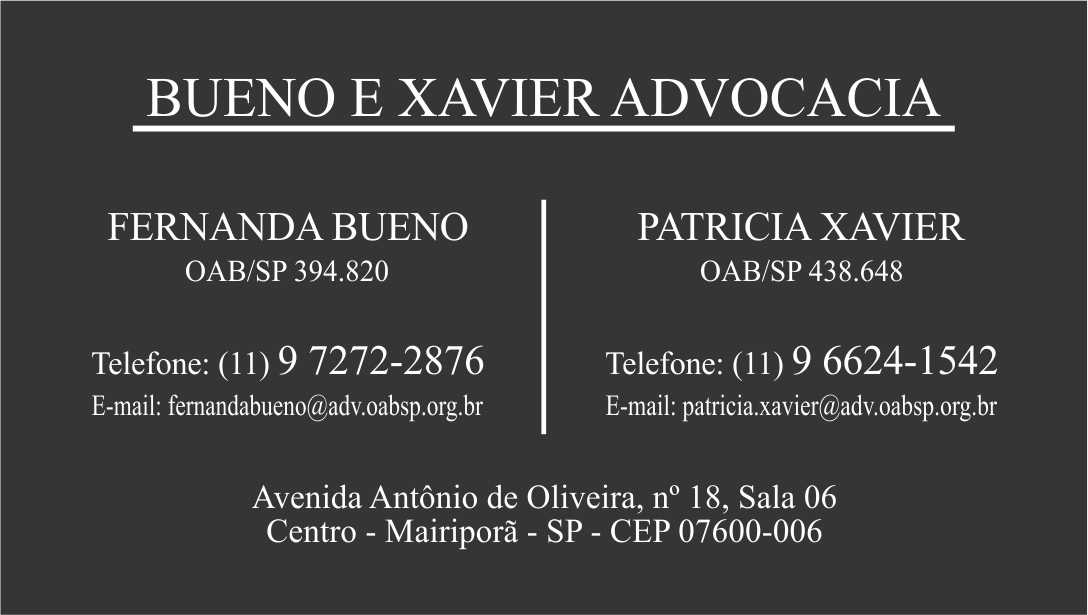 BUENO E XAVIER ADVOCACIA
FERNANDA BUENO
OAB/SP 394.820
Telefone: (11) 9 7272-2876
E-mail: fernandabueno@adv.oabsp.org.br
PATRICIA XAVIER
OAB/SP 438.648
Telefone: (11) 9 6624-1542
E-mail: patricia.xavier@adv.oabsp.org.br
Avenida Antônio de Oliveira, nº 18, Sala 06
Centro - Mairiporã - SP - CEP 07600-006